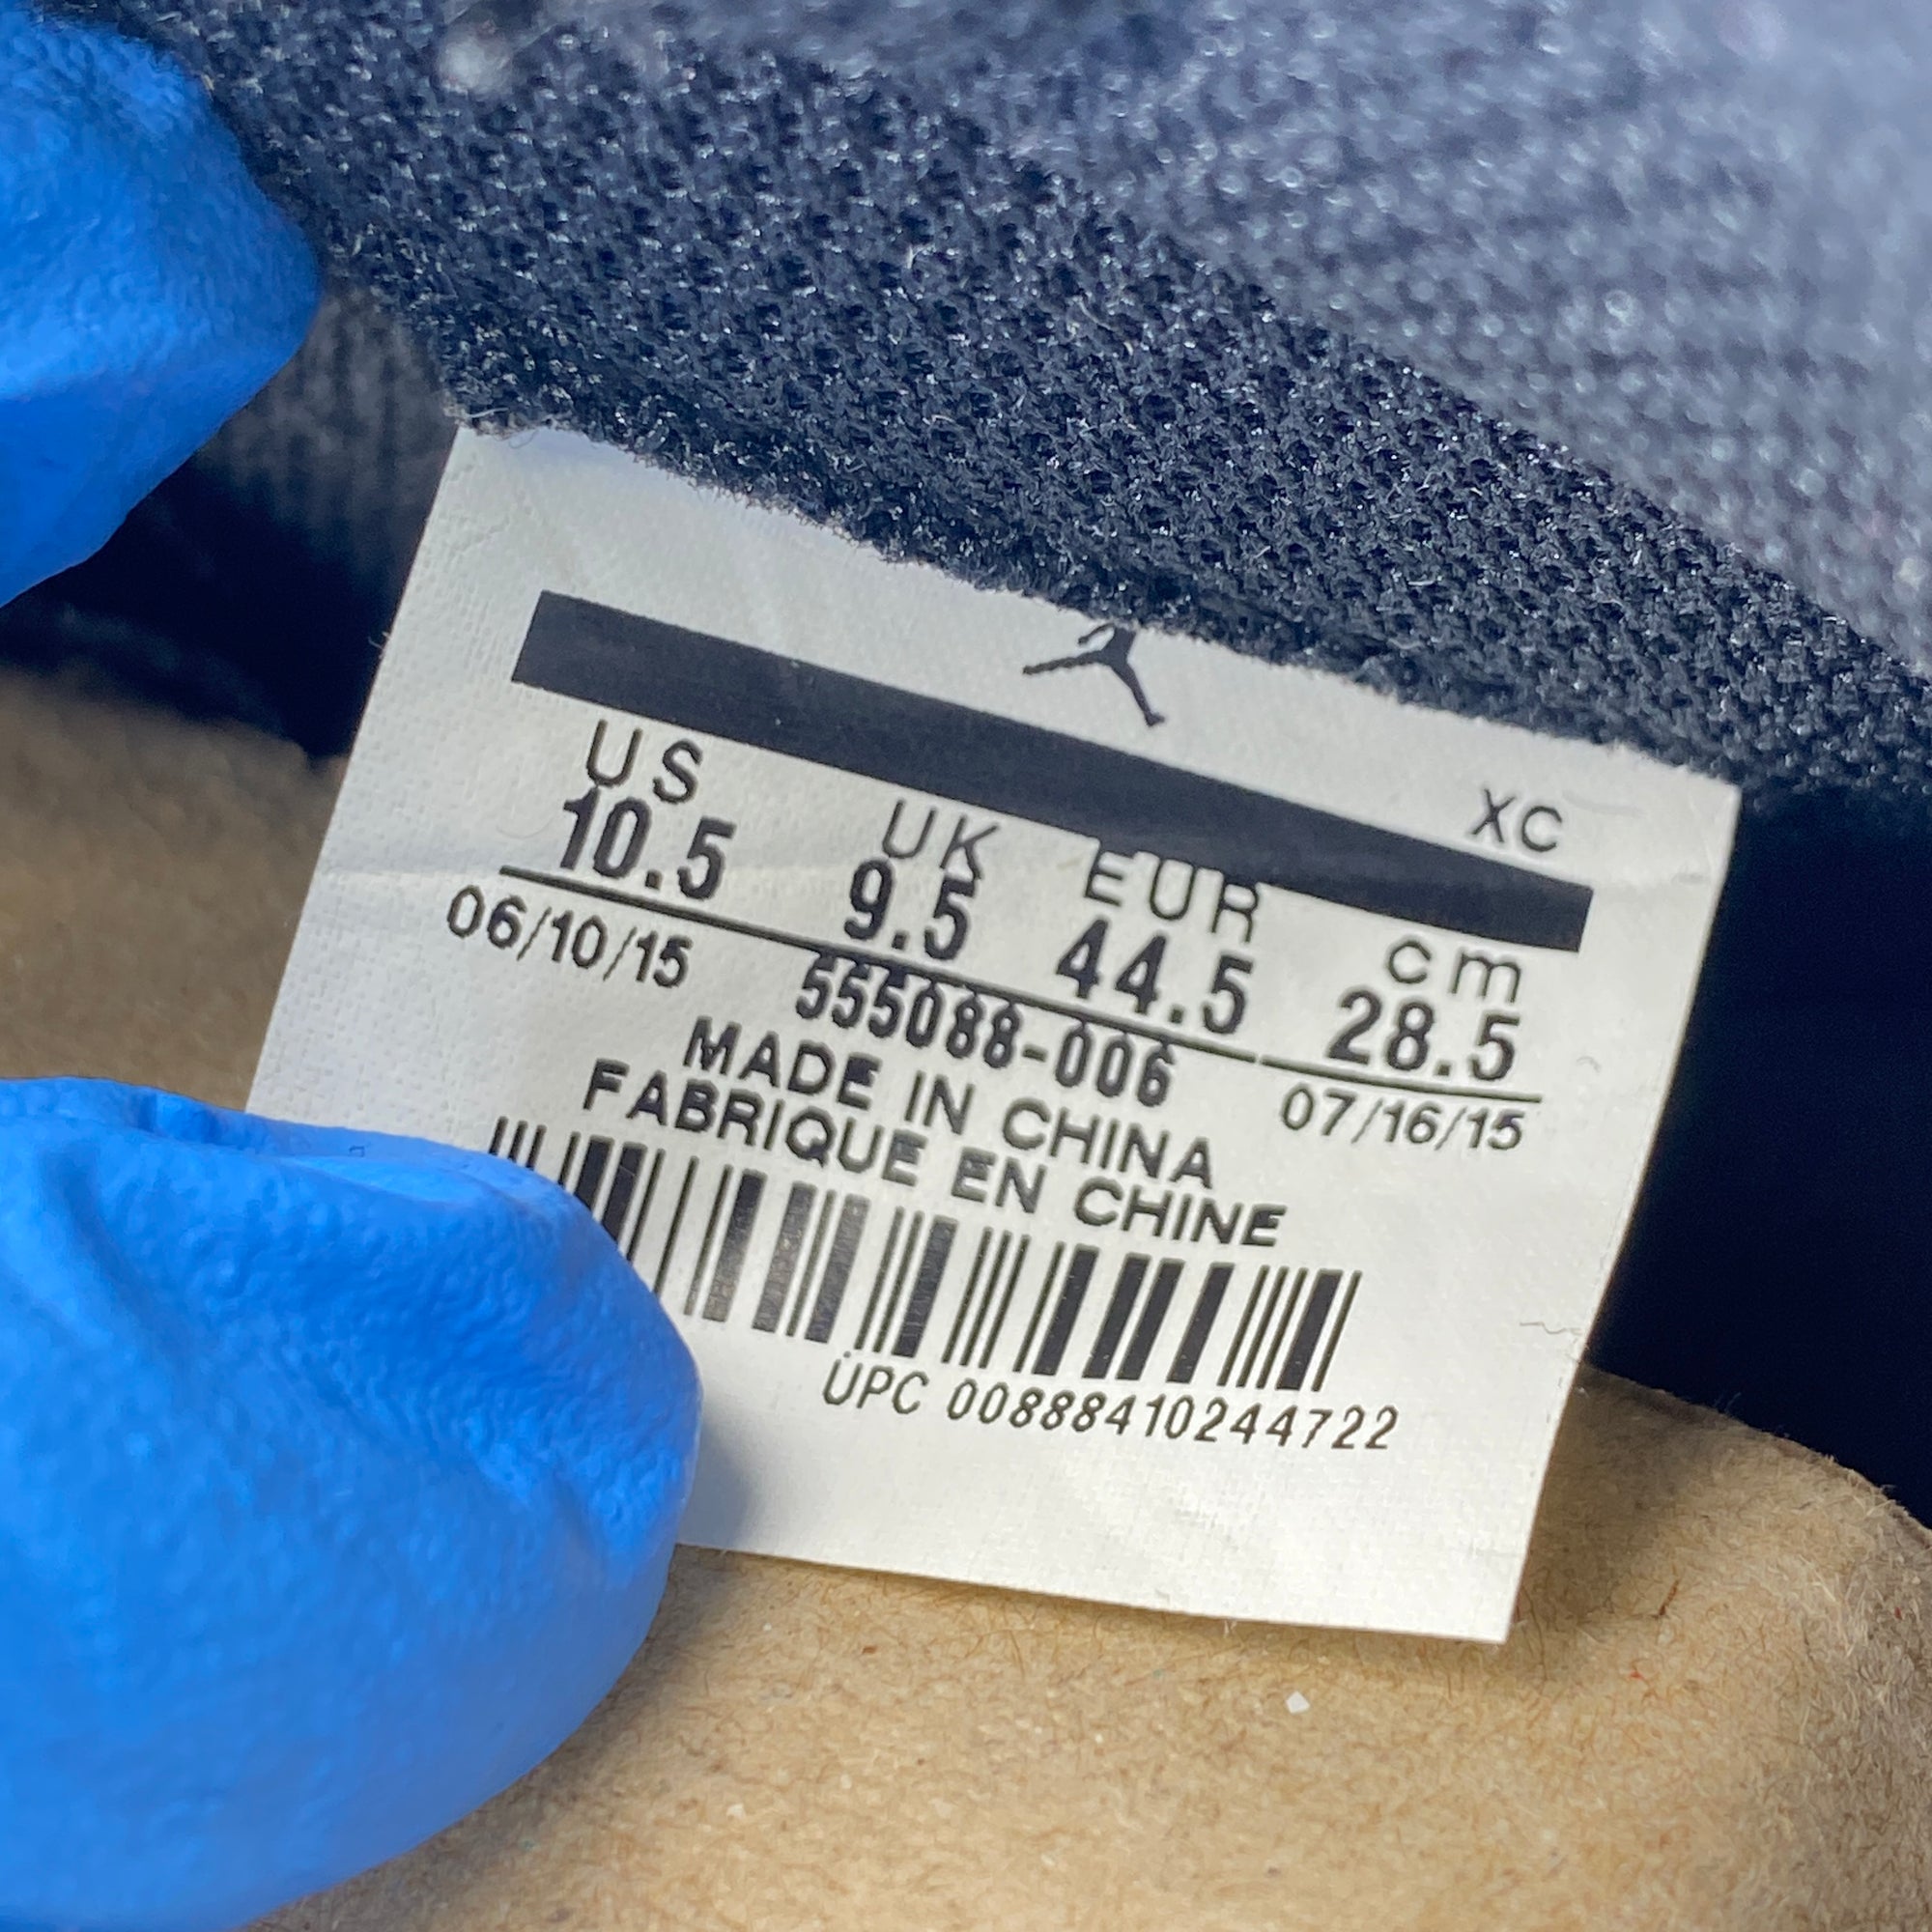 XC
US UK EUR cm
10.5 9.5 44.5 28.5
06/10/15 555088-006 07/16/15
MADE IN CHINA
FABRIQUE EN CHINE
UPC 00888410244722